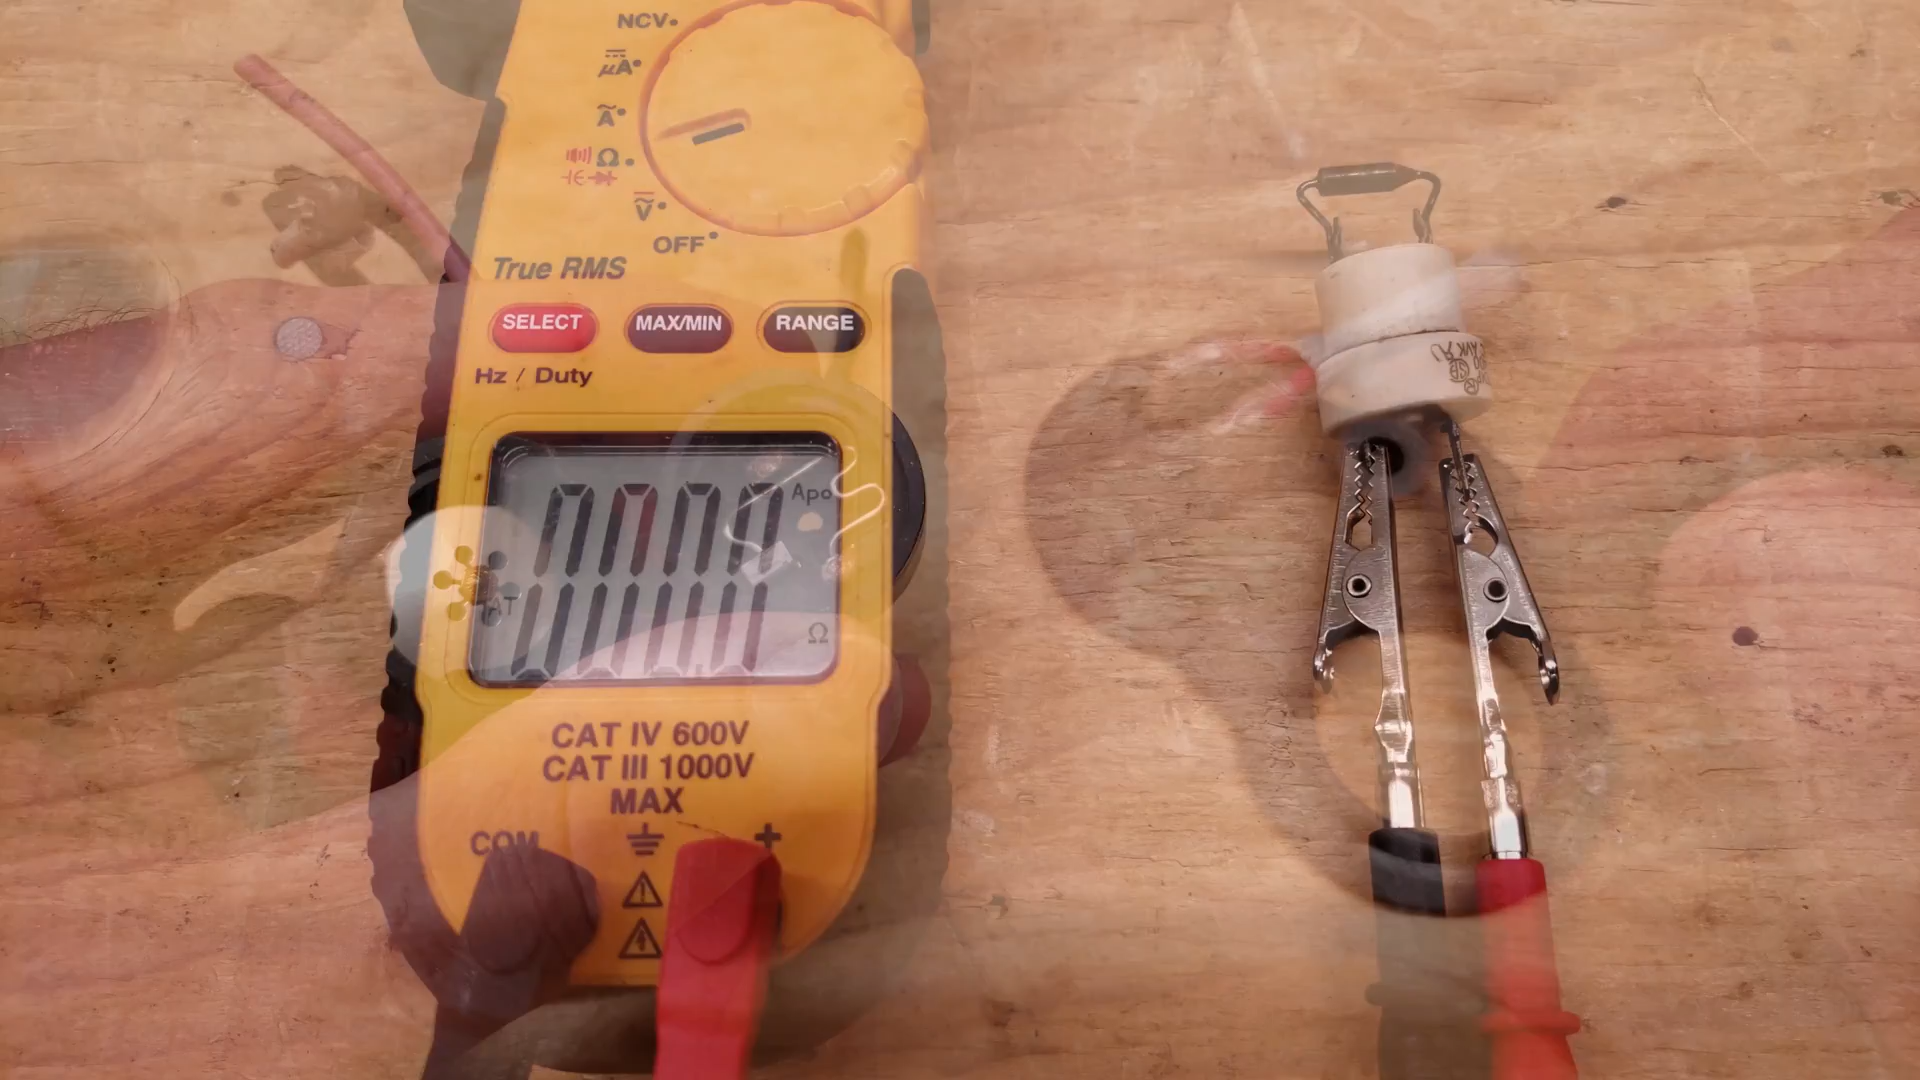 NCV
μA
A
Ω
V
OFF
True RMS
SELECT
MAX/MIN
RANGE
Hz / Duty
Apo
Ω
CAT IV 600V
CAT III 1000V
MAX
COM
+